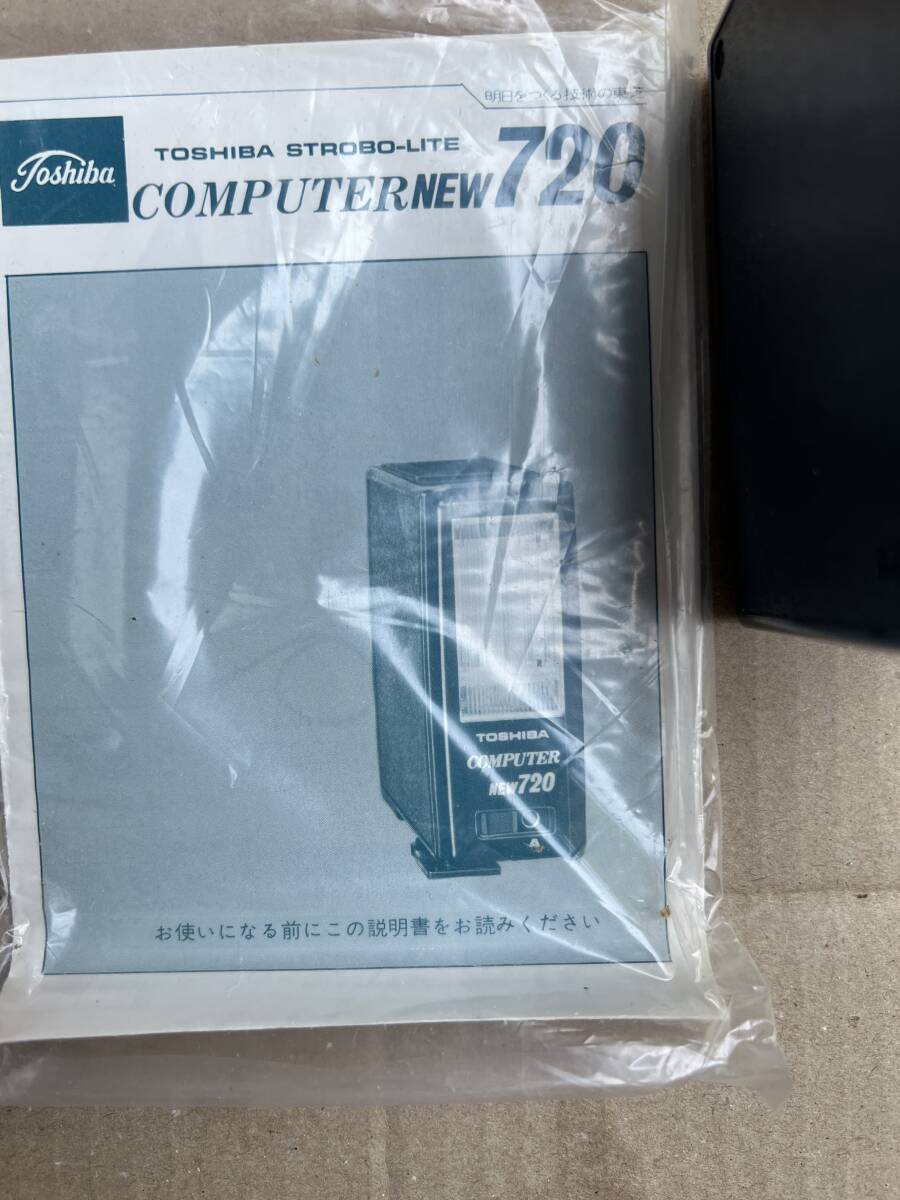 明日をつくる技術の東芝
Toshiba
TOSHIBA STROBO-LITE
COMPUTER NEW 720
TOSHIBA
COMPUTER
NEW 720
A
お使いになる前にこの説明書をお読みください